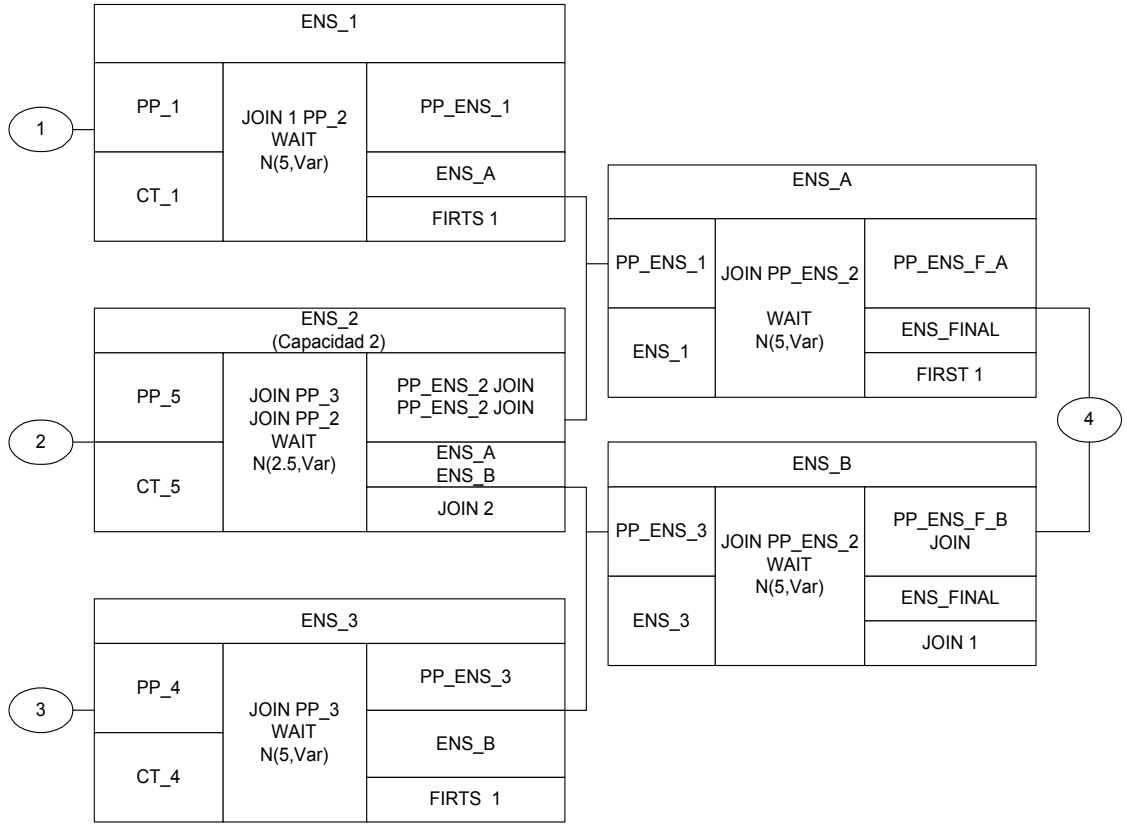 ENS_1
1
PP_1
JOIN 1 PP_2
WAIT
N(5,Var)
PP_ENS_1
CT_1
ENS_A
FIRTS 1
ENS_2
(Capacidad 2)
2
PP_5
JOIN PP_3
JOIN PP_2
WAIT
N(2.5,Var)
PP_ENS_2 JOIN
PP_ENS_2 JOIN
CT_5
ENS_A
ENS_B
JOIN 2
ENS_3
3
PP_4
JOIN PP_3
WAIT
N(5,Var)
PP_ENS_3
CT_4
ENS_B
FIRTS 1
ENS_A
PP_ENS_1
JOIN PP_ENS_2
WAIT
N(5,Var)
PP_ENS_F_A
ENS_1
ENS_FINAL
FIRST 1
ENS_B
PP_ENS_3
JOIN PP_ENS_2
WAIT
N(5,Var)
PP_ENS_F_B
JOIN
ENS_3
ENS_FINAL
JOIN 1
4